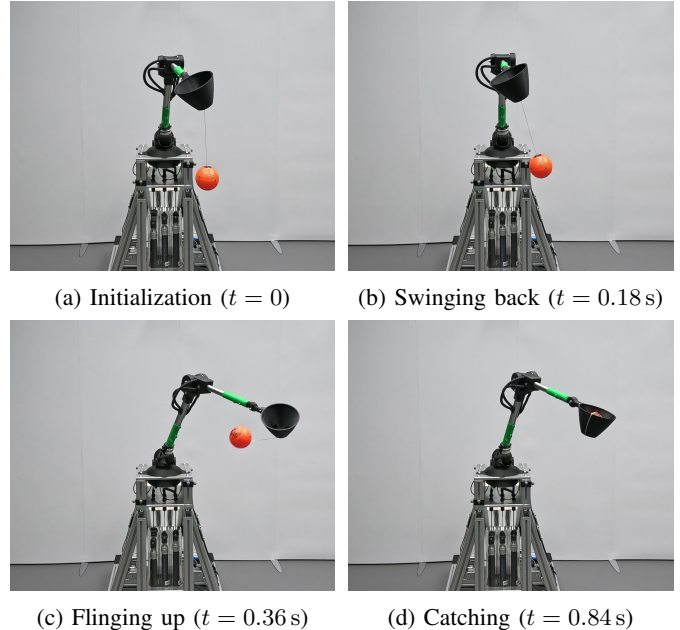 (a) Initialization (t = 0)
(b) Swinging back (t = 0.18 s)
(c) Flinging up (t = 0.36 s)
(d) Catching (t = 0.84 s)